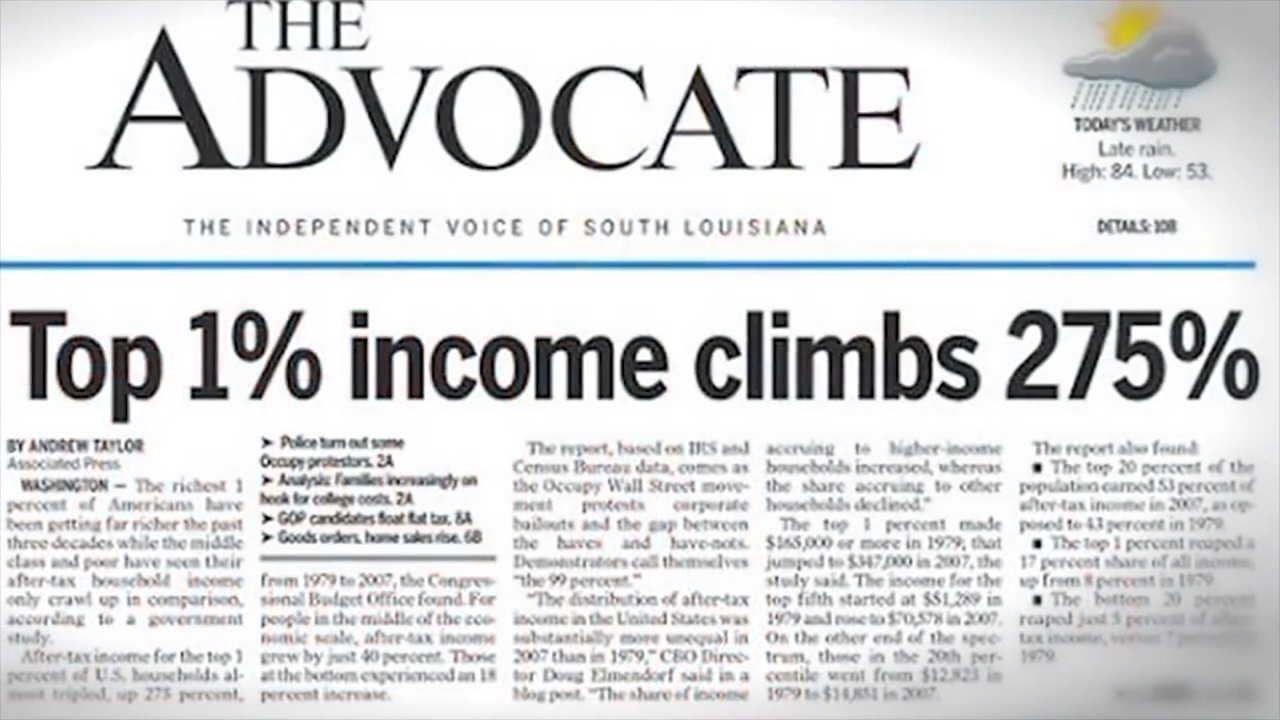 THE
ADVOCATE
TODAY'S WEATHER
Late rain.
High: 84. Low: 53.
THE INDEPENDENT VOICE OF SOUTH LOUISIANA
DETAILS: 10B
Top 1% income climbs 275%
BY ANDREW TAYLOR
Associated Press
WASHINGTON — The richest 1
percent of Americans have
been getting far richer the past
three decades while the middle
class and poor have seen their
after-tax household income
only crawl up in comparison,
according to a government
study.
After-tax income for the top 1
percent of U.S. households al-
most tripled, up 275 percent,
➤ Police turn out some
Occupy protestors. 2A
➤ Analysis: Families increasingly on
hook for college costs. 2A
➤ GOP candidates float flat tax. 8A
➤ Goods orders, home sales rise. 6B
from 1979 to 2007, the Congres-
sional Budget Office found. For
people in the middle of the eco-
nomic scale, after-tax income
grew by just 40 percent. Those
at the bottom experienced an 18
percent increase.
The report, based on IRS and
Census Bureau data, comes as
the Occupy Wall Street move-
ment protests corporate
bailouts and the gap between
the haves and have-nots.
Demonstrators call themselves
"the 99 percent."
"The distribution of after-tax
income in the United States was
substantially more unequal in
2007 than in 1979," CBO Direc-
tor Doug Elmendorf said in a
blog post. "The share of income
accruing to higher-income
households increased, whereas
the share accruing to other
households declined."
The top 1 percent made
$165,000 or more in 1979; that
jumped to $347,000 in 2007, the
study said. The income for the
top fifth started at $51,289 in
1979 and rose to $70,578 in 2007.
On the other end of the spec-
trum, those in the 20th per-
centile went from $12,823 in
1979 to $14,851 in 2007.
The report also found:
■ The top 20 percent of the
population earned 53 percent of
after-tax income in 2007, as op-
posed to 43 percent in 1979.
■ The top 1 percent reaped a
17 percent share of all income,
up from 8 percent in 1979.
■ The bottom 20 percent
reaped just 5 percent of after-
tax income, versus 7 percent
1979.